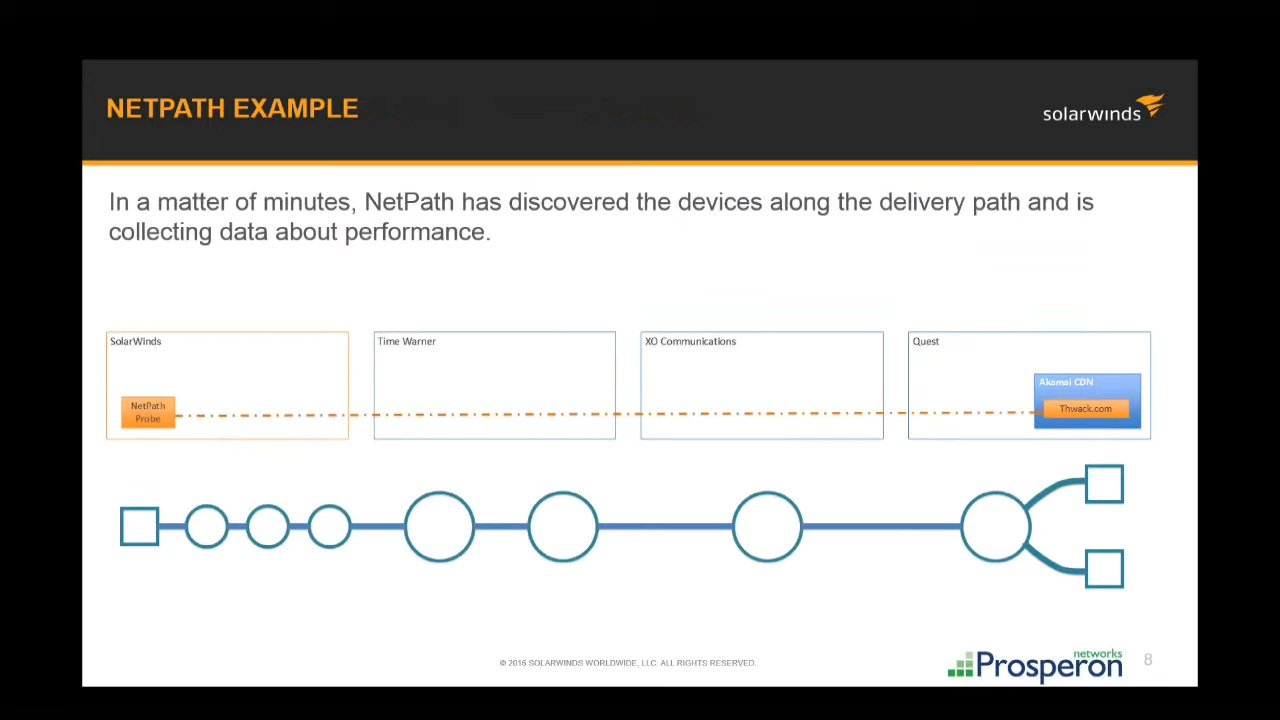 NETPATH EXAMPLE
solarwinds
In a matter of minutes, NetPath has discovered the devices along the delivery path and is
collecting data about performance.
SolarWinds
Time Warner
XO Communications
Quest
Akamai CDN
NetPath
Probe
Thwack.com
© 2016 SOLARWINDS WORLDWIDE, LLC. ALL RIGHTS RESERVED.
networks
Prosperon
8